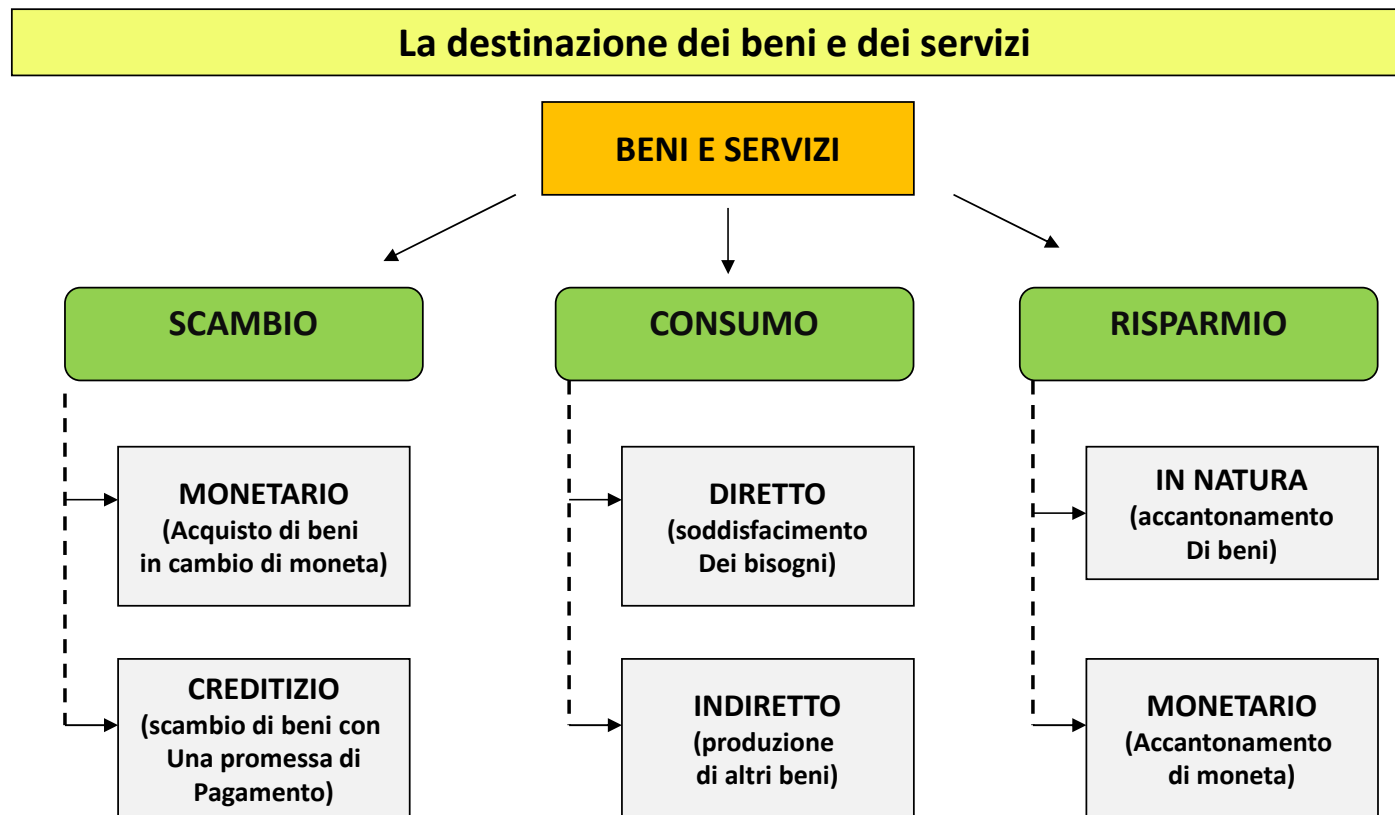 La destinazione dei beni e dei servizi
BENI E SERVIZI
SCAMBIO
CONSUMO
RISPARMIO
MONETARIO
(Acquisto di beni
in cambio di moneta)
DIRETTO
(soddisfacimento
Dei bisogni)
IN NATURA
(accantonamento
Di beni)
CREDITIZIO
(scambio di beni con
Una promessa di
Pagamento)
INDIRETTO
(produzione
di altri beni)
MONETARIO
(Accantonamento
di moneta)